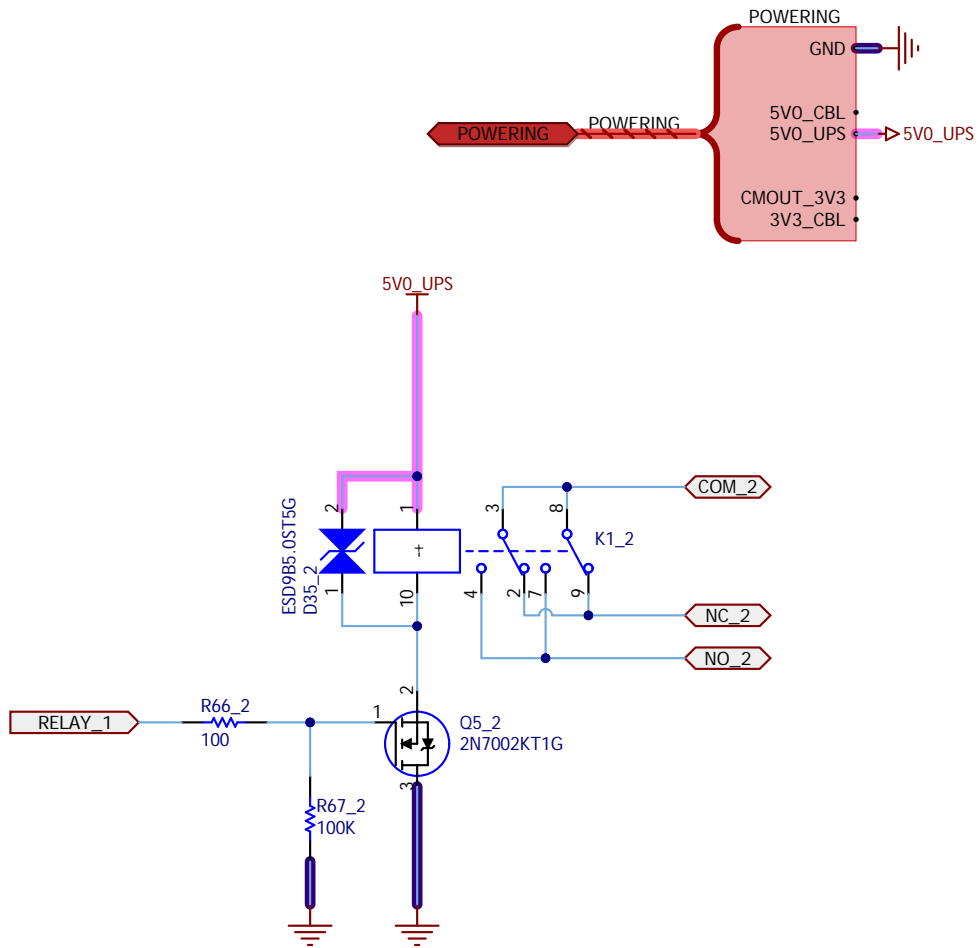 POWERING
GND
5V0_CBL
POWERING
POWERING
5V0_UPS
5V0_UPS
CMOUT_3V3
3V3_CBL
5V0_UPS
COM_2
2
1
3
8
ESD9B5.0ST5G
D35_2
K1_2
1
10
4
2
7
9
NC_2
NO_2
2
R66_2
RELAY_1
1
Q5_2
100
2N7002KT1G
3
R67_2
100K